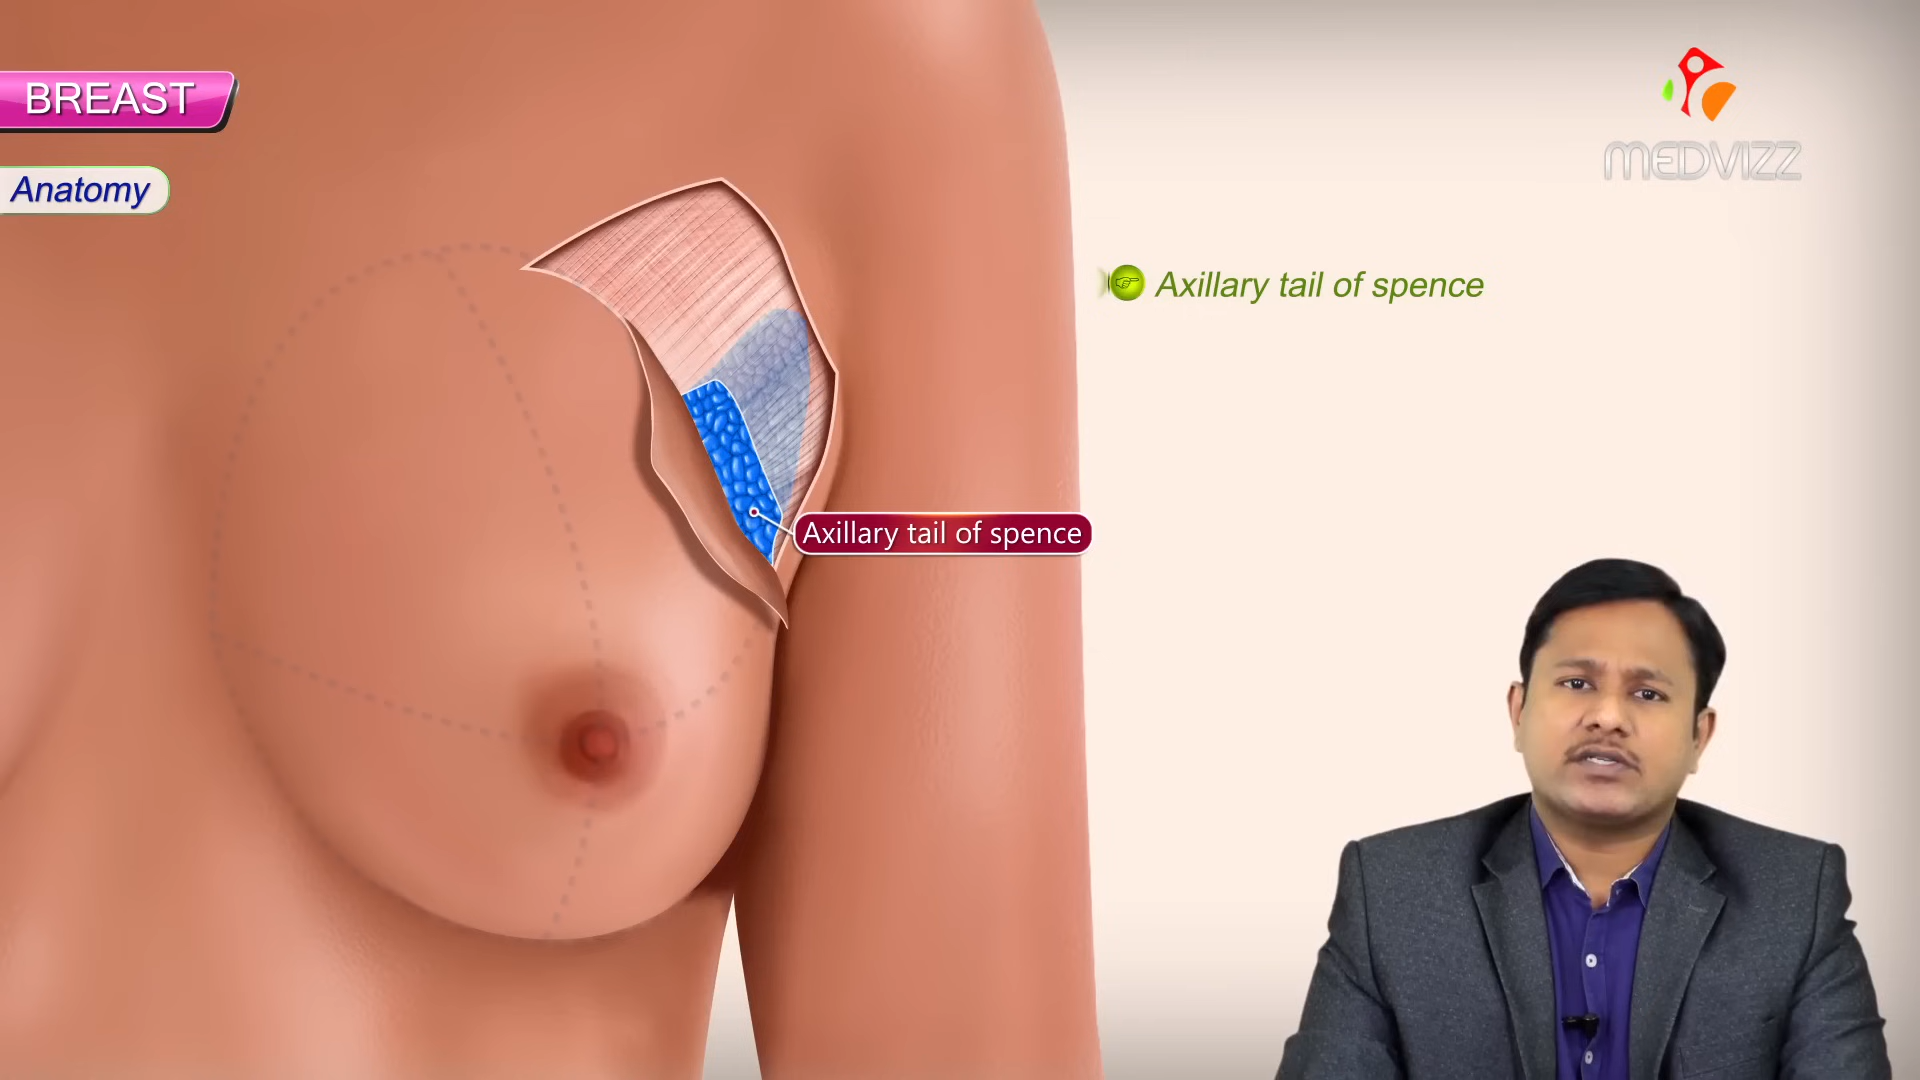 BREAST
Anatomy
MEDVIZZ
Axillary tail of spence
Axillary tail of spence